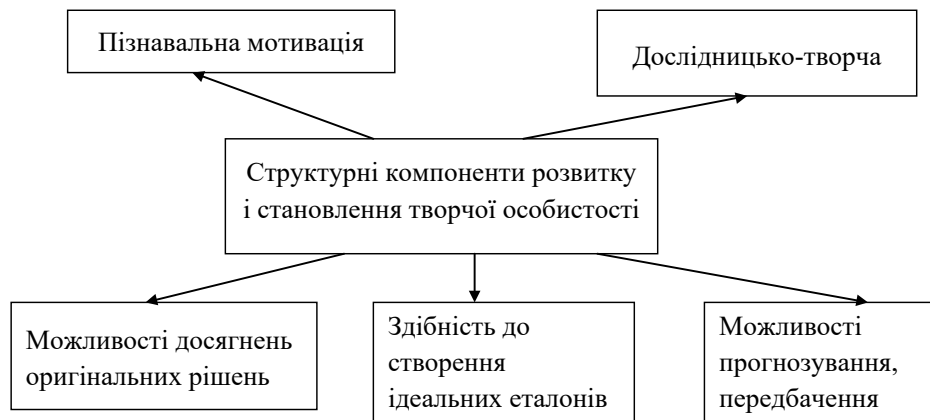 Пізнавальна мотивація
Дослідницько-творча
Структурні компоненти розвитку
і становлення творчої особистості
Можливості досягнень
оригінальних рішень
Здібність до
створення
ідеальних еталонів
Можливості
прогнозування,
передбачення